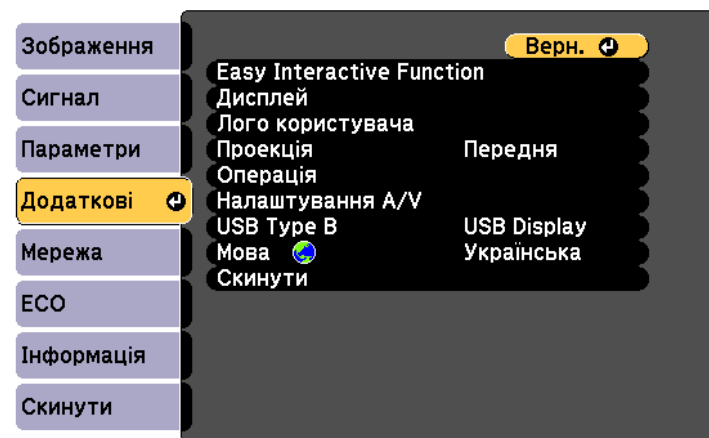 Зображення
Сигнал
Параметри
Додаткові
Мережа
ECO
Інформація
Скинути
Верн.
Easy Interactive Function
Дисплей
Лого користувача
Проекція Передня
Операція
Налаштування A/V
USB Type B USB Display
Мова Українська
Скинути